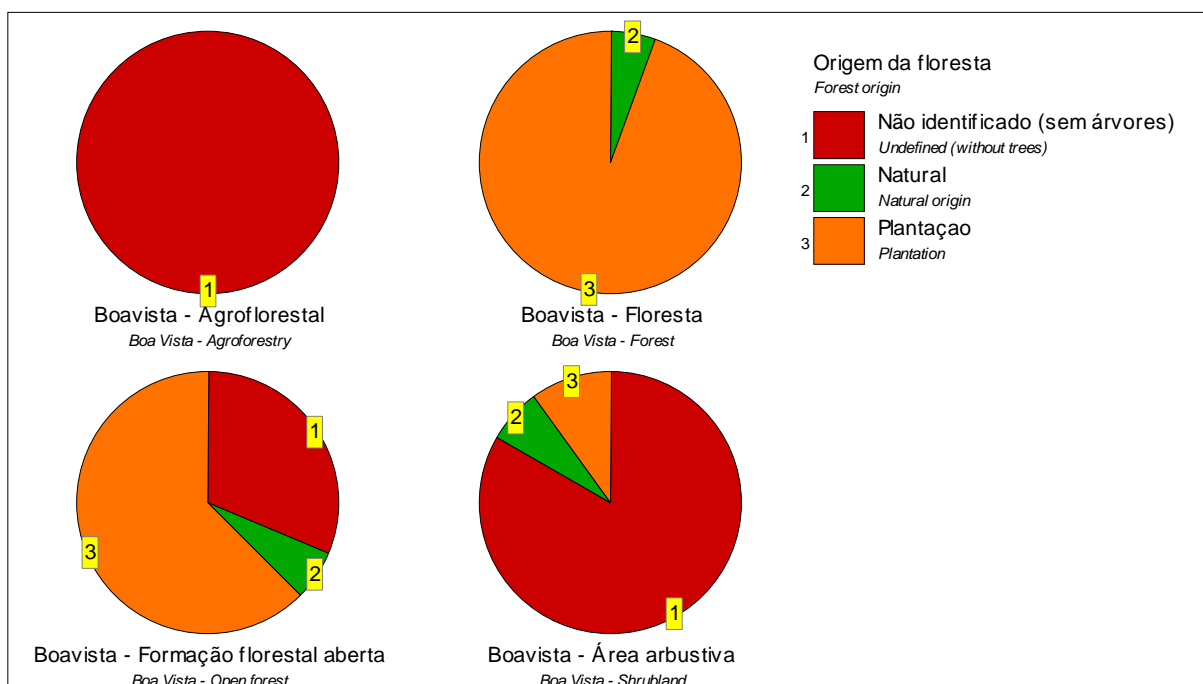 1
Boavista - Agroflorestal
Boa Vista - Agroforestry
2
3
Boavista - Floresta
Boa Vista - Forest
Origem da floresta
Forest origin
1 Não identificado (sem árvores)
Undefined (without trees)
2 Natural
Natural origin
3 Plantaçao
Plantation
1
2
3
Boavista - Formação florestal aberta
Boa Vista - Open forest
3
2
1
Boavista - Área arbustiva
Boa Vista - Shrubland